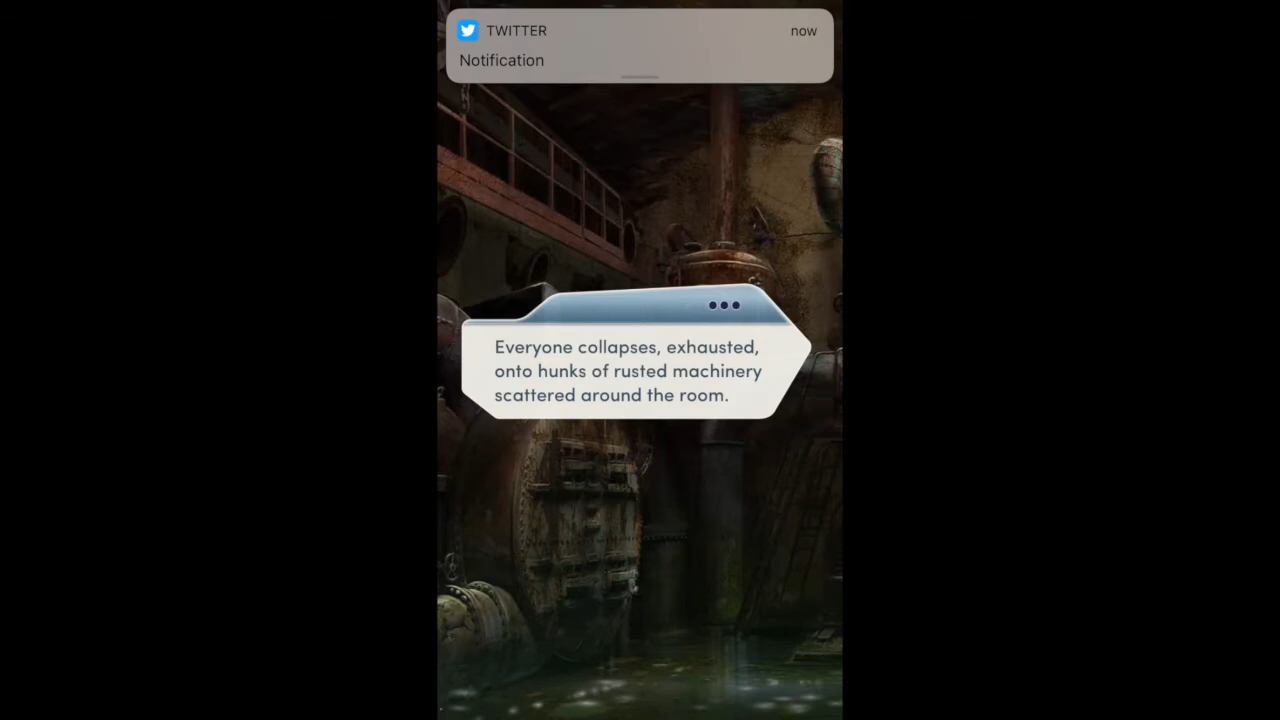 TWITTER now
Notification
Everyone collapses, exhausted,
onto hunks of rusted machinery
scattered around the room.